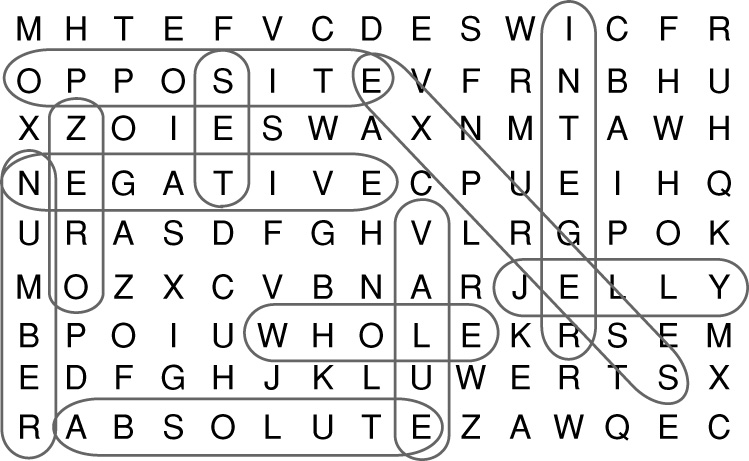 M H T E F V C D E S W I C F R
O P P O S I T E V F R N B H U
X Z O I E S W A X N M T A W H
N E G A T I V E C P U E I H Q
U R A S D F G H V L R G P O K
M O Z X C V B N A R J E L L Y
B P O I U W H O L E K R S E M
E D F G H J K L U W E R T S X
R A B S O L U T E Z A W Q E C